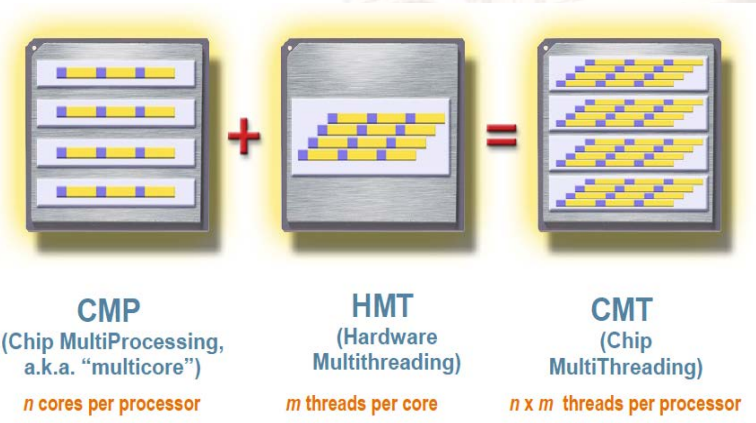 CMP
(Chip MultiProcessing,
a.k.a. “multicore”)
n cores per processor
HMT
(Hardware
Multithreading)
m threads per core
CMT
(Chip
MultiThreading)
n x m threads per processor